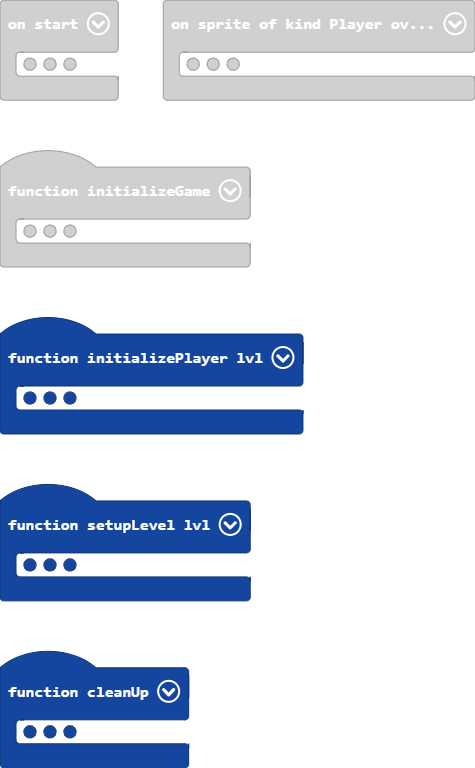 on start
on sprite of kind Player ov...
function initializeGame
function initializePlayer lvl
function setupLevel lvl
function cleanUp